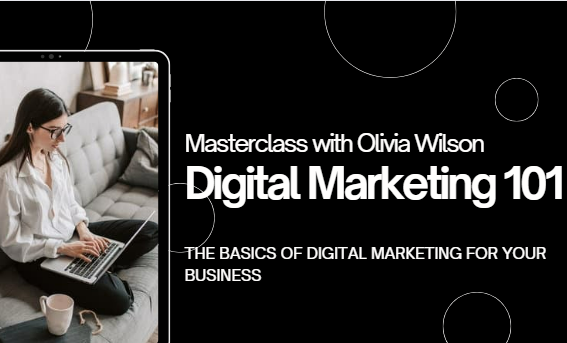 Masterclass with Olivia Wilson
Digital Marketing 101
THE BASICS OF DIGITAL MARKETING FOR YOUR
BUSINESS